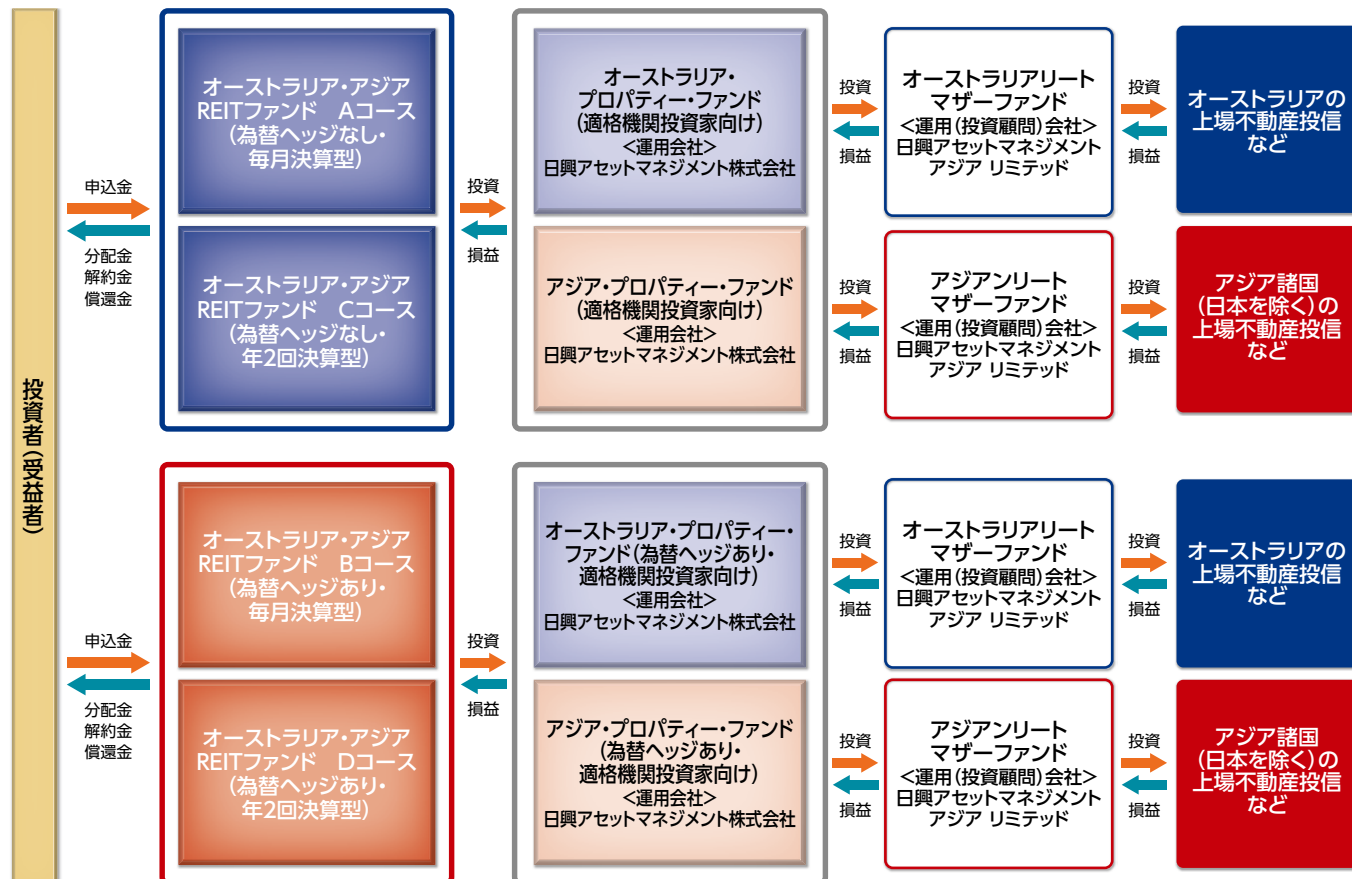 投資者(受益者)
申込金
分配金
解約金
償還金
オーストラリア・アジア
REITファンド Aコース
(為替ヘッジなし・
毎月決算型)
オーストラリア・アジア
REITファンド Cコース
(為替ヘッジなし・
年2回決算型)
投資
損益
オーストラリア・
プロパティー・ファンド
(適格機関投資家向け)
<運用会社>
日興アセットマネジメント株式会社
アジア・プロパティー・ファンド
(適格機関投資家向け)
<運用会社>
日興アセットマネジメント株式会社
投資
損益
オーストラリアリート
マザーファンド
<運用(投資顧問)会社>
日興アセットマネジメント
アジア リミテッド
投資
損益
オーストラリアの
上場不動産投信
など
投資
損益
アジアンリート
マザーファンド
<運用(投資顧問)会社>
日興アセットマネジメント
アジア リミテッド
投資
損益
アジア諸国
(日本を除く)の
上場不動産投信
など
申込金
分配金
解約金
償還金
オーストラリア・アジア
REITファンド Bコース
(為替ヘッジあり・
毎月決算型)
オーストラリア・アジア
REITファンド Dコース
(為替ヘッジあり・
年2回決算型)
投資
損益
オーストラリア・プロパティー・
ファンド(為替ヘッジあり・
適格機関投資家向け)
<運用会社>
日興アセットマネジメント株式会社
アジア・プロパティー・ファンド
(為替ヘッジあり・
適格機関投資家向け)
<運用会社>
日興アセットマネジメント株式会社
投資
損益
オーストラリアリート
マザーファンド
<運用(投資顧問)会社>
日興アセットマネジメント
アジア リミテッド
投資
損益
オーストラリアの
上場不動産投信
など
投資
損益
アジアンリート
マザーファンド
<運用(投資顧問)会社>
日興アセットマネジメント
アジア リミテッド
投資
損益
アジア諸国
(日本を除く)の
上場不動産投信
など